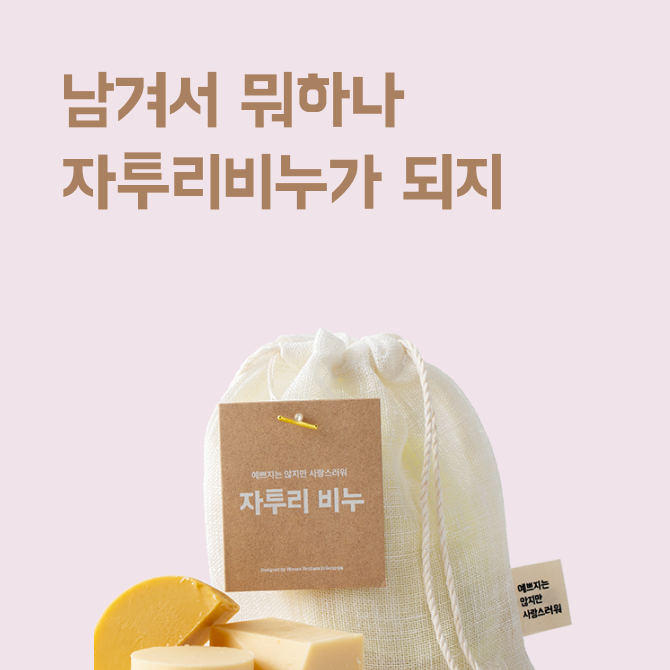 남겨서 뭐하나
자투리비누가 되지
예쁘지는 않지만 사랑스러워
자투리 비누
예쁘지는
않지만
사랑스러워